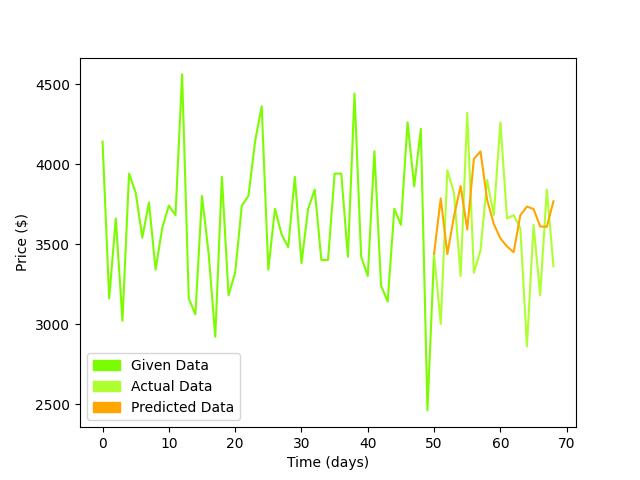 4500
4000
3500
3000
2500
Price ($)
Given Data
Actual Data
Predicted Data
0 10 20 30 40 50 60 70
Time (days)